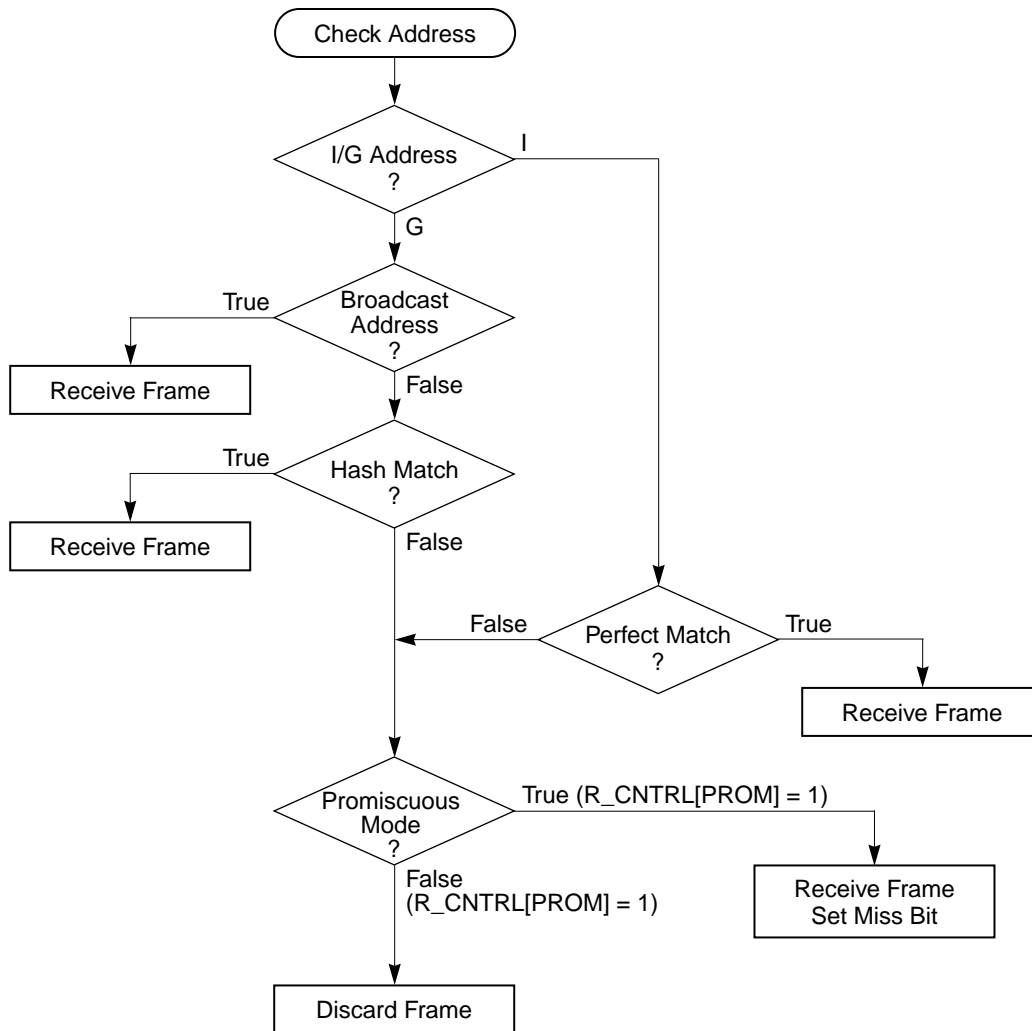 Check Address
I/G Address
?
I
G
Broadcast
Address
?
True
Receive Frame
False
Hash Match
?
True
Receive Frame
False
Perfect Match
?
False
True
Receive Frame
Promiscuous
Mode
?
True (R_CNTRL[PROM] = 1)
Receive Frame
Set Miss Bit
False
(R_CNTRL[PROM] = 1)
Discard Frame